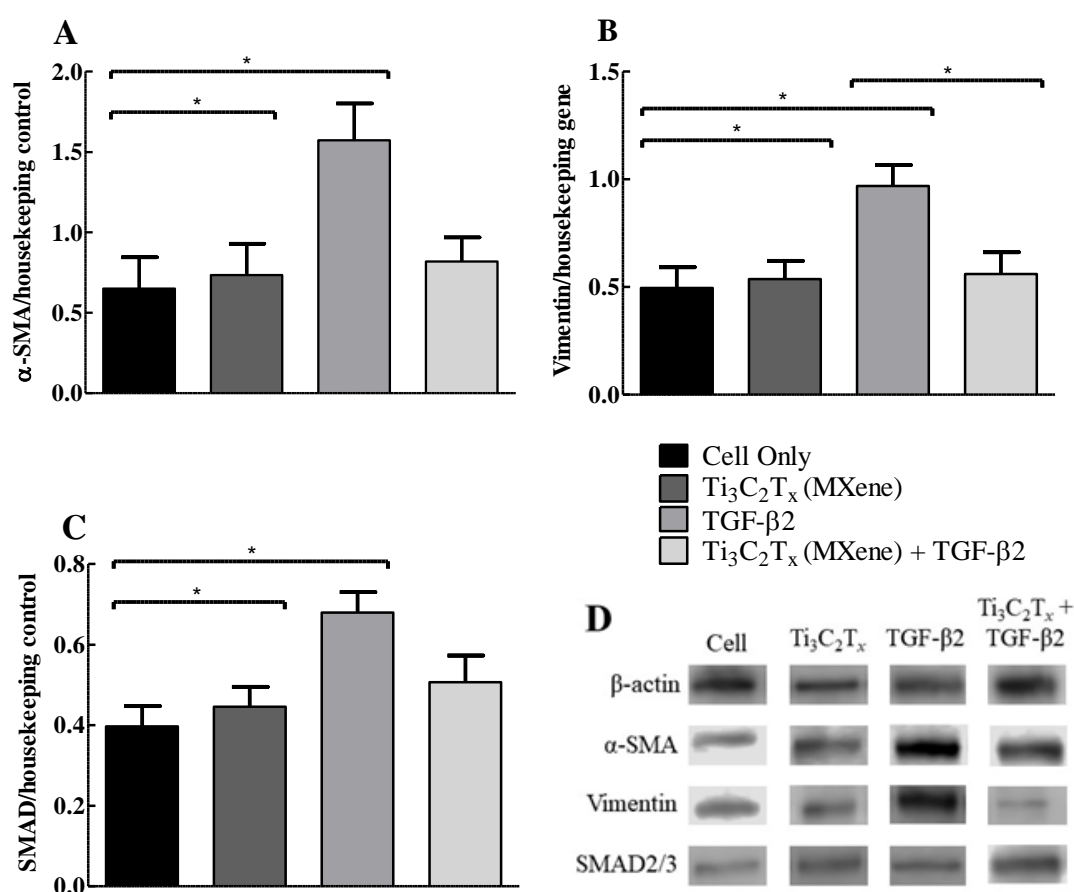 A
α-SMA/housekeeping control
2.0
1.5
1.0
0.5
0.0
*
*
B
Vimentin/housekeeping gene
1.5
1.0
0.5
0.0
*
*
*
Cell Only
Ti₃C₂Tₓ (MXene)
TGF-β2
Ti₃C₂Tₓ (MXene) + TGF-β2
C
SMAD/housekeeping control
0.8
0.6
0.4
0.2
0.0
*
*
D
Cell
Ti₃C₂Tₓ
TGF-β2
Ti₃C₂Tₓ +
TGF-β2
β-actin
α-SMA
Vimentin
SMAD2/3